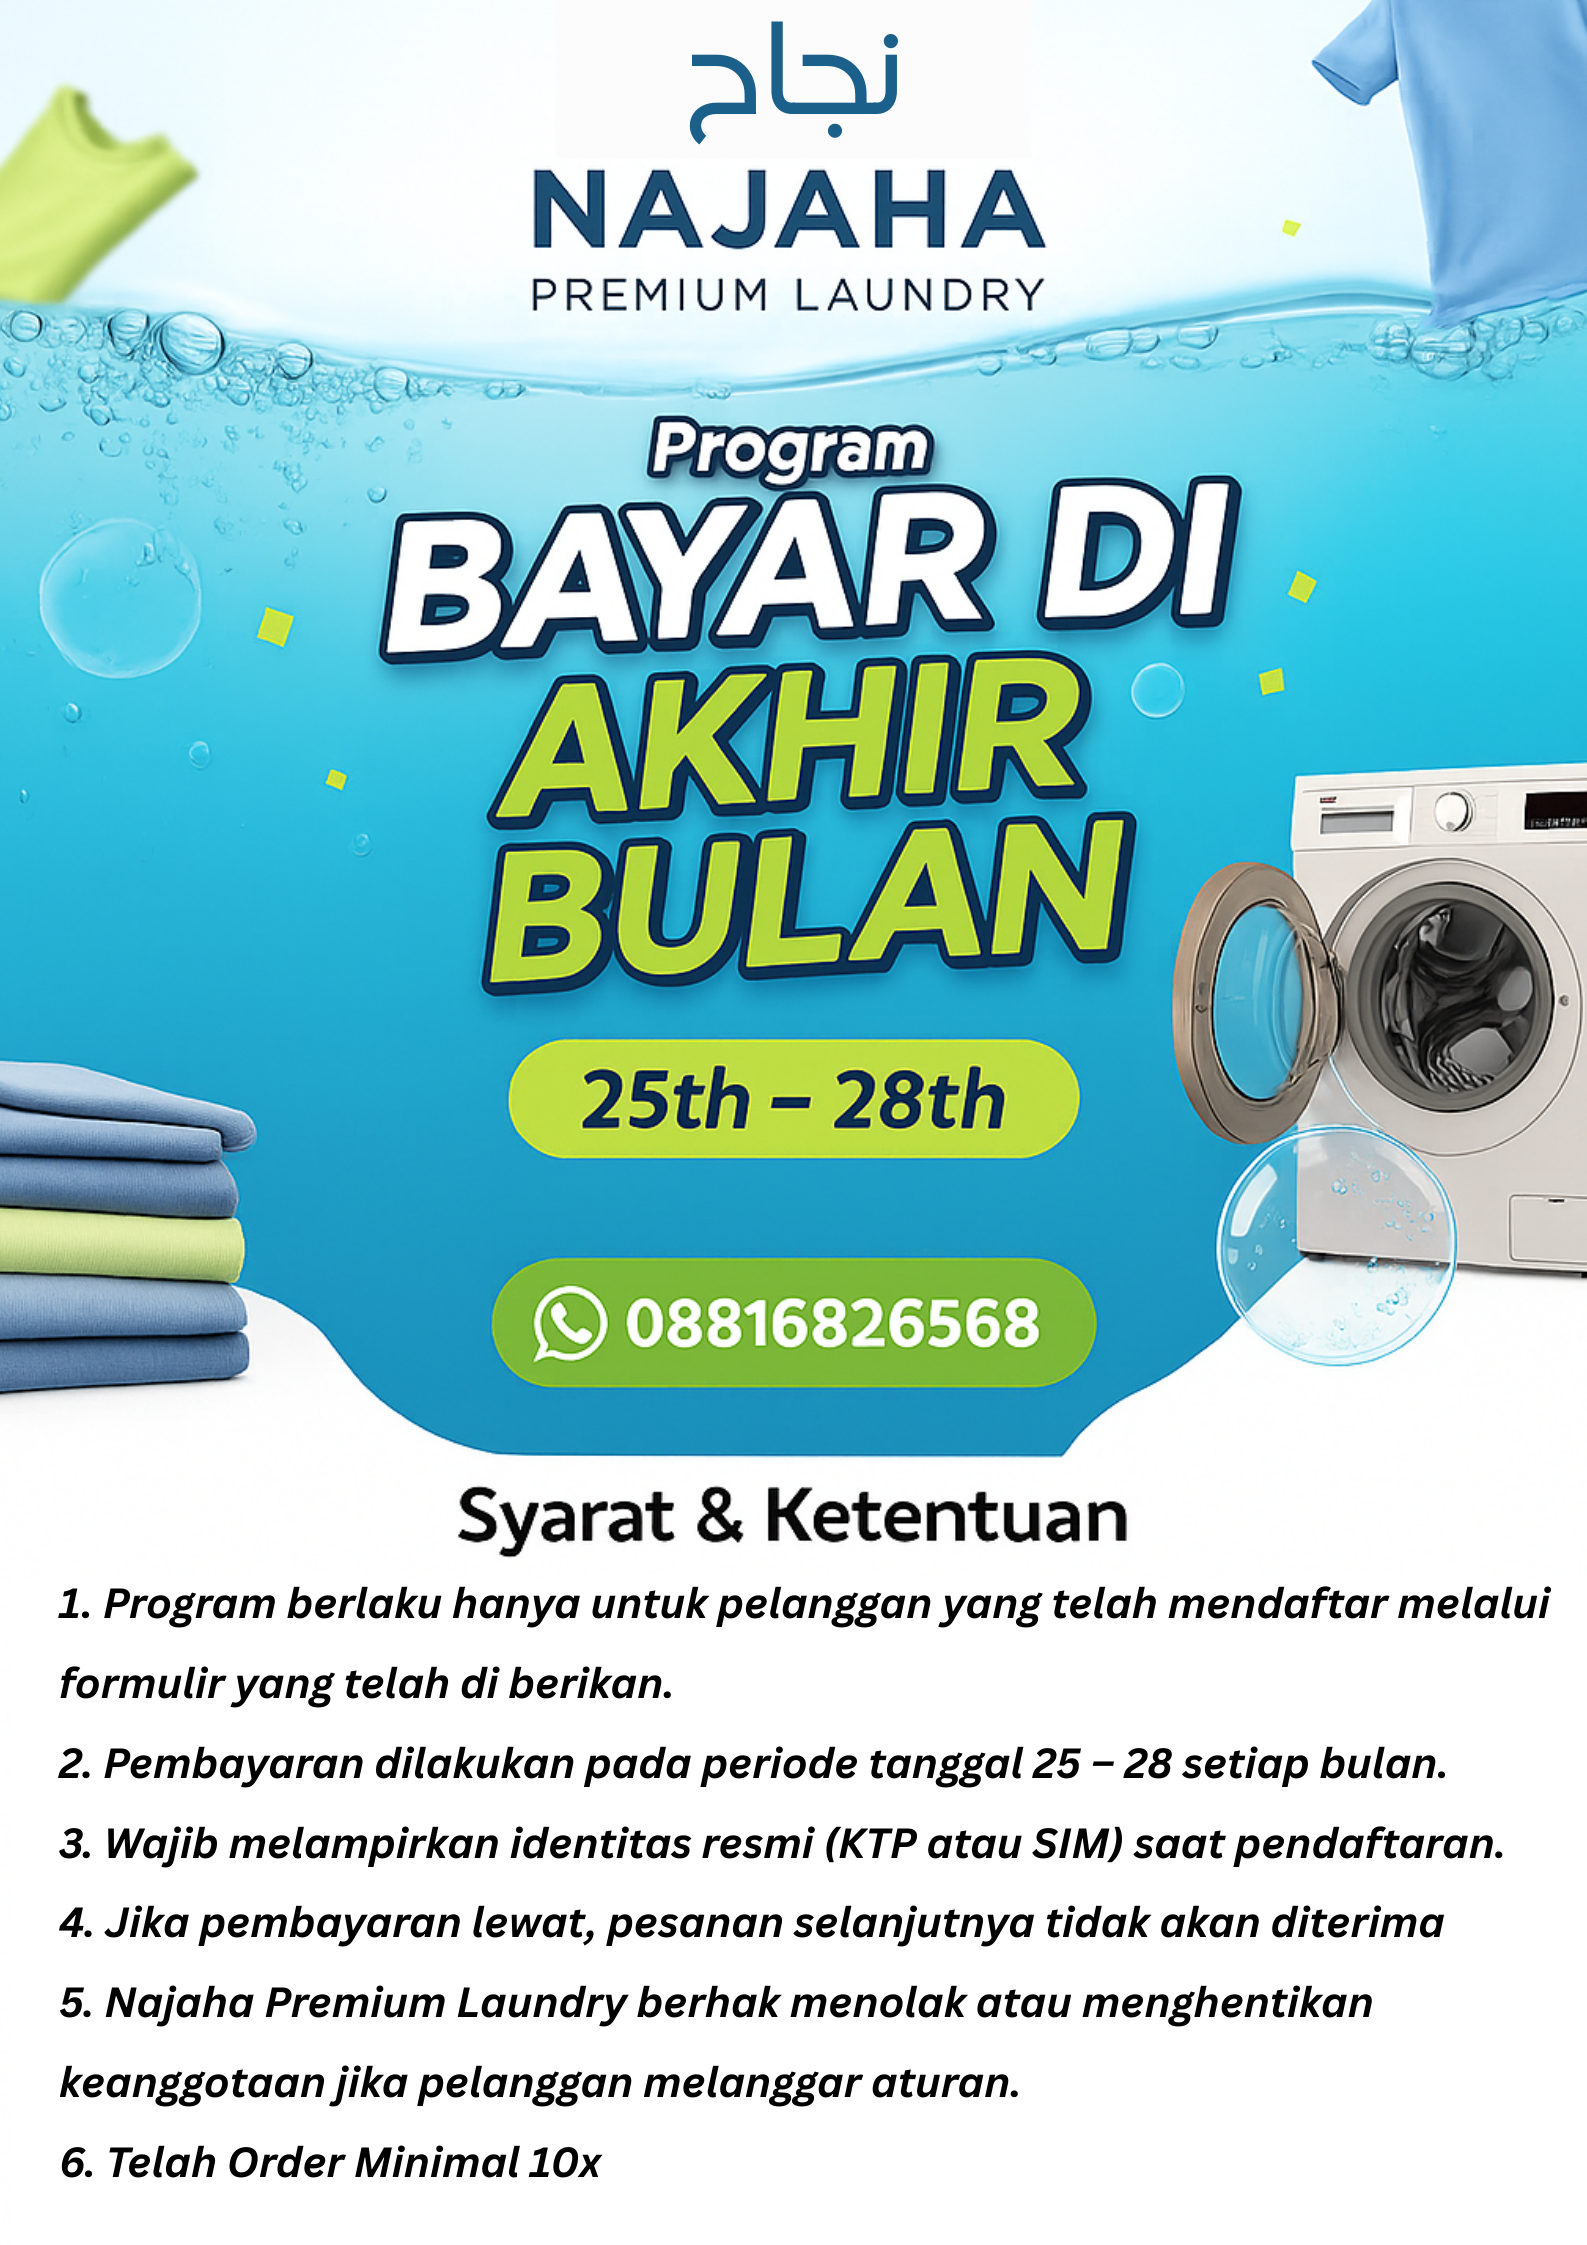 نجاح
NAJAHA
PREMIUM LAUNDRY
Program
BAYAR DI
AKHIR
BULAN
25th – 28th
08816826568
Syarat & Ketentuan
1. Program berlaku hanya untuk pelanggan yang telah mendaftar melalui
formulir yang telah di berikan.
2. Pembayaran dilakukan pada periode tanggal 25 – 28 setiap bulan.
3. Wajib melampirkan identitas resmi (KTP atau SIM) saat pendaftaran.
4. Jika pembayaran lewat, pesanan selanjutnya tidak akan diterima
5. Najaha Premium Laundry berhak menolak atau menghentikan
keanggotaan jika pelanggan melanggar aturan.
6. Telah Order Minimal 10x